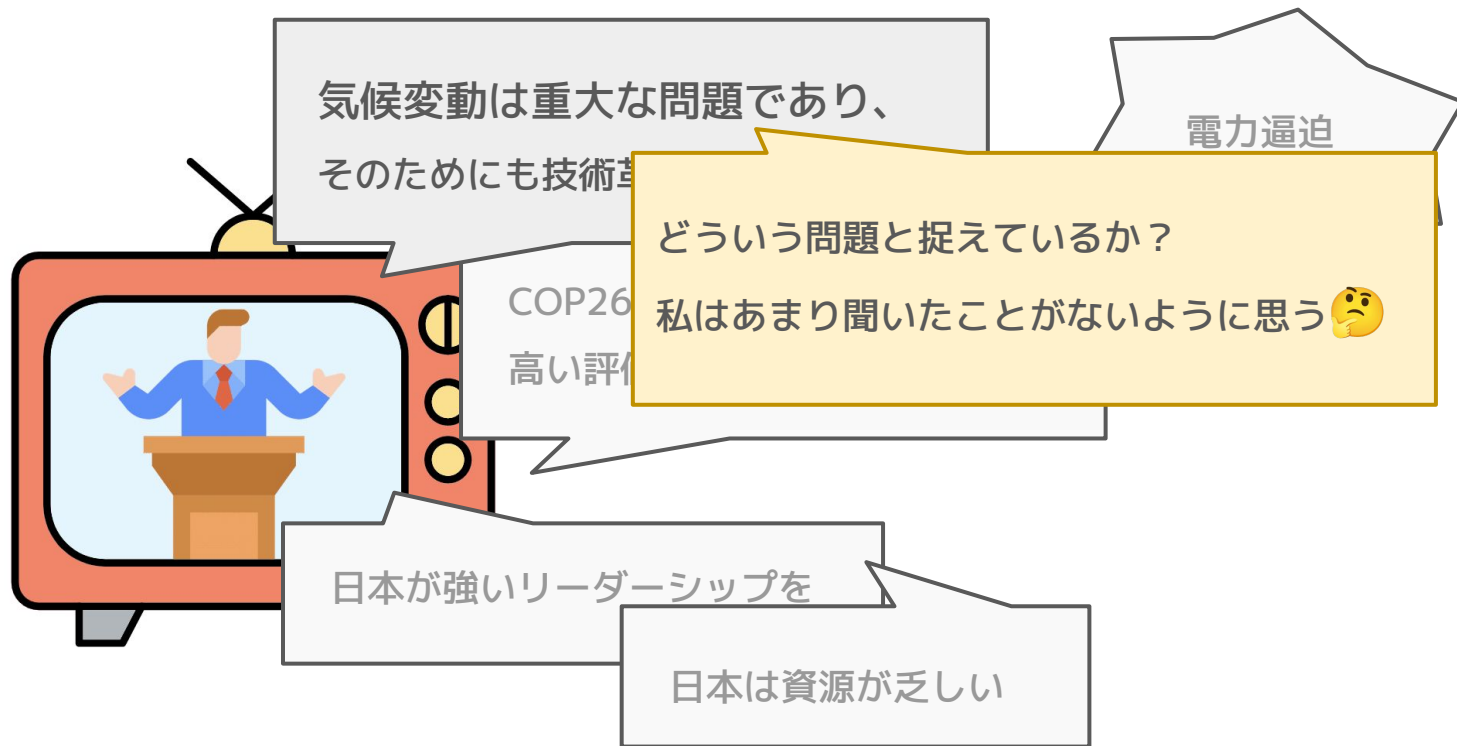 気候変動は重大な問題であり、
そのためにも技術
電力逼迫
どういう問題と捉えているか？
私はあまり聞いたことがないように思う🤔
COP26
高い評
日本が強いリーダーシップを
日本は資源が乏しい